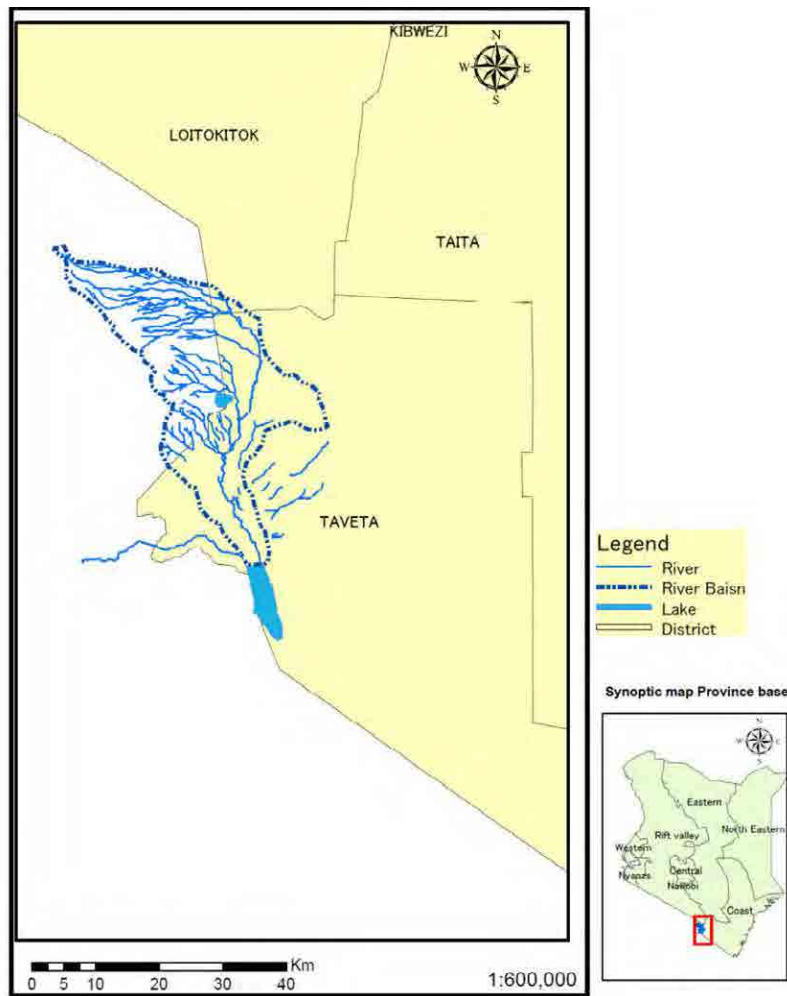 KIBWEZI
N
W E
S
LOITOKITOK
TAITA
TAVETA
Legend
River
River Baisn
Lake
District
Synoptic map Province base
N
W E
S
Eastern
North Eastern
Rift valley
Western
Nyanza
Central
Nairobi
Coast
Km
0 5 10 20 30 40
1:600,000